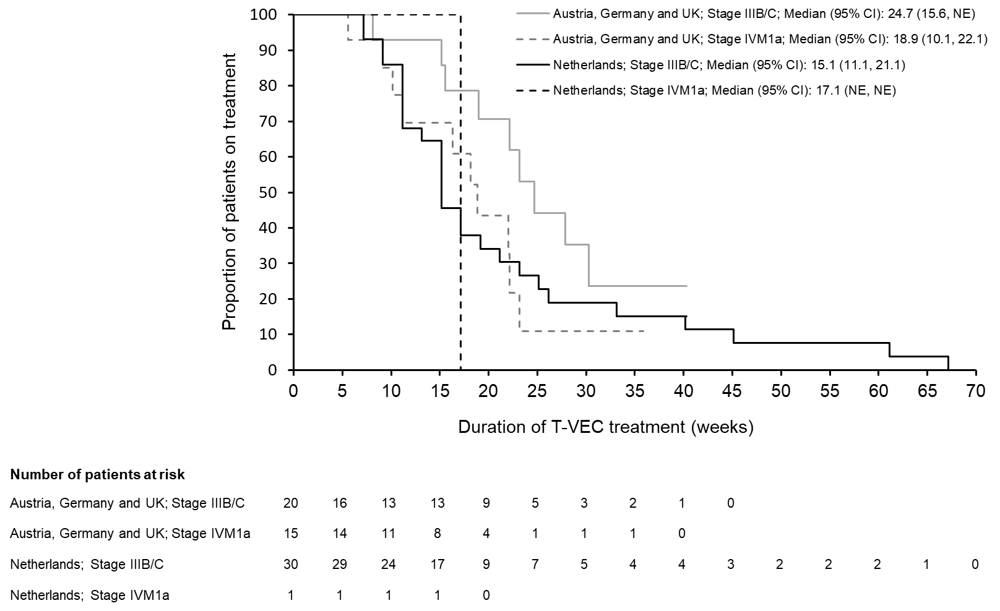 Austria, Germany and UK; Stage IIIB/C; Median (95% CI): 24.7 (15.6, NE)
Austria, Germany and UK; Stage IVM1a; Median (95% CI): 18.9 (10.1, 22.1)
Netherlands; Stage IIIB/C; Median (95% CI): 15.1 (11.1, 21.1)
Netherlands; Stage IVM1a; Median (95% CI): 17.1 (NE, NE)
Proportion of patients on treatment
100
90
80
70
60
50
40
30
20
10
0
0 5 10 15 20 25 30 35 40 45 50 55 60 65 70
Duration of T-VEC treatment (weeks)
Number of patients at risk
Austria, Germany and UK; Stage IIIB/C 20 16 13 13 9 5 3 2 1 0
Austria, Germany and UK; Stage IVM1a 15 14 11 8 4 1 1 1 0
Netherlands; Stage IIIB/C 30 29 24 17 9 7 5 4 4 3 2 2 2 1 0
Netherlands; Stage IVM1a 1 1 1 1 0